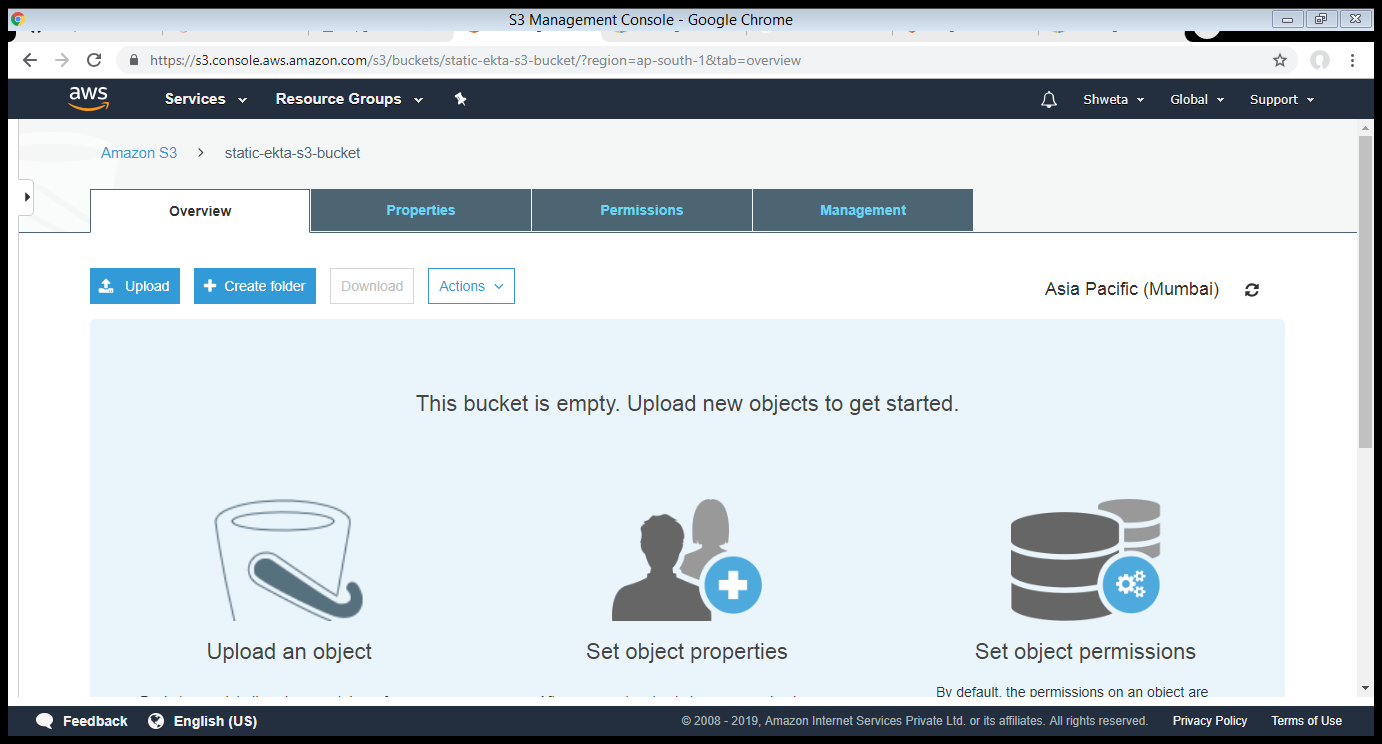 S3 Management Console - Google Chrome
https://s3.console.aws.amazon.com/s3/buckets/static-ekta-s3-bucket/?region=ap-south-1&tab=overview
aws Services Resource Groups Shweta Global Support
Amazon S3 > static-ekta-s3-bucket
Overview Properties Permissions Management
Upload Create folder Download Actions Asia Pacific (Mumbai)
This bucket is empty. Upload new objects to get started.
Upload an object Set object properties Set object permissions
By default, the permissions on an object are
Feedback English (US) © 2008 - 2019, Amazon Internet Services Private Ltd. or its affiliates. All rights reserved. Privacy Policy Terms of Use